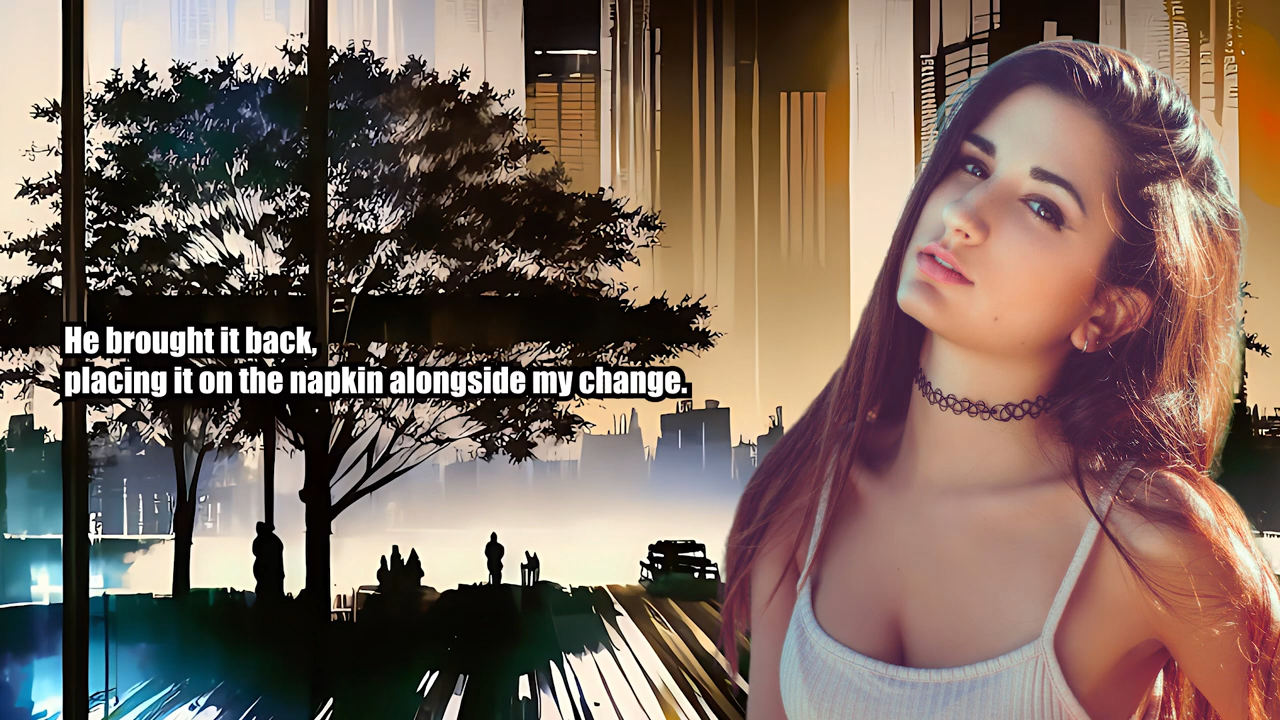 He brought it back,
placing it on the napkin alongside my change.